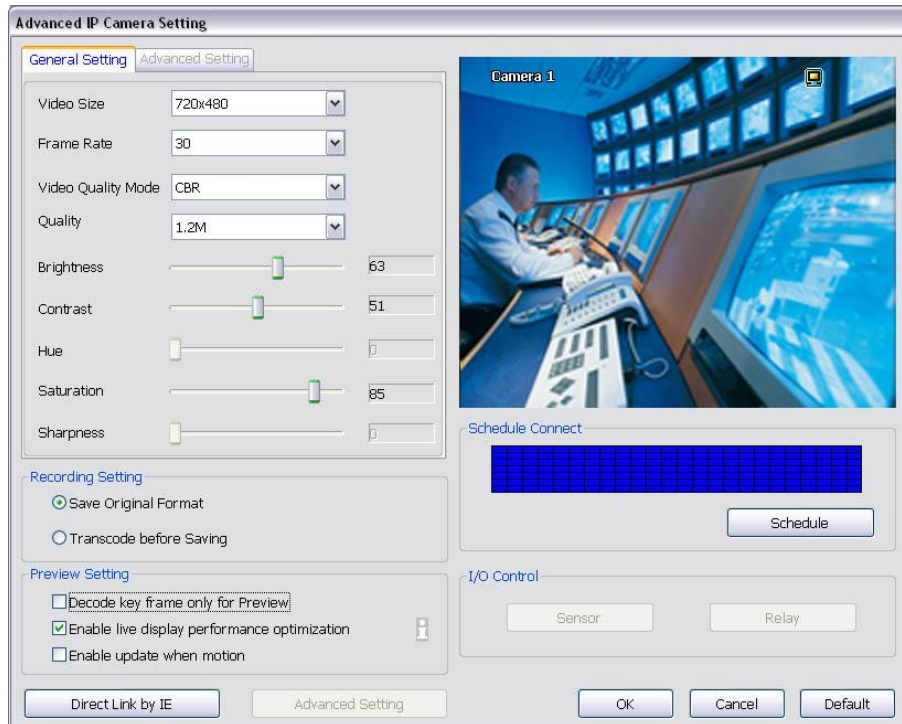 Advanced IP Camera Setting
General Setting
Advanced Setting
Video Size 720x480
Frame Rate 30
Video Quality Mode CBR
Quality 1.2M
Brightness 63
Contrast 51
Hue 0
Saturation 85
Sharpness 0
Recording Setting
Save Original Format
Transcode before Saving
Preview Setting
Decode key frame only for Preview
Enable live display performance optimization
Enable update when motion
Direct Link by IE
Advanced Setting
Camera 1
Schedule Connect
Schedule
I/O Control
Sensor
Relay
OK
Cancel
Default